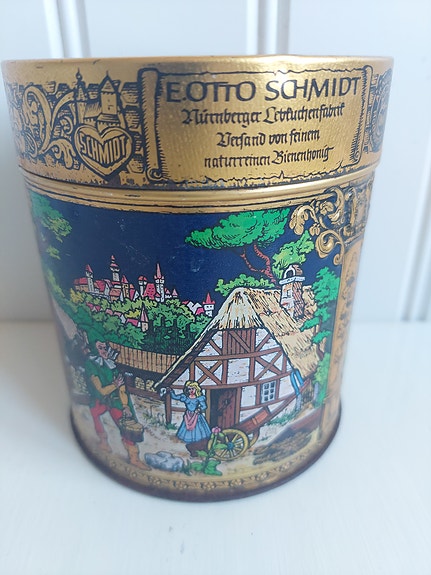 SCHMIDT
E.OTTO SCHMIDT
Nürnberger Lebkuchenfabrik
Versand von feinem
naturreinen Bienenhonig